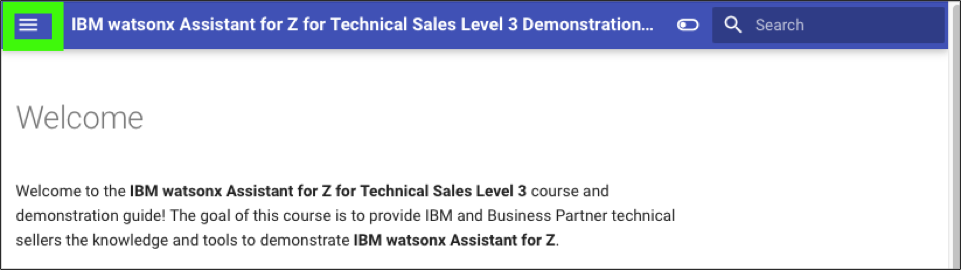 IBM watsonx Assistant for Z for Technical Sales Level 3 Demonstration…
Search
Welcome
Welcome to the IBM watsonx Assistant for Z for Technical Sales Level 3 course and
demonstration guide! The goal of this course is to provide IBM and Business Partner technical
sellers the knowledge and tools to demonstrate IBM watsonx Assistant for Z.